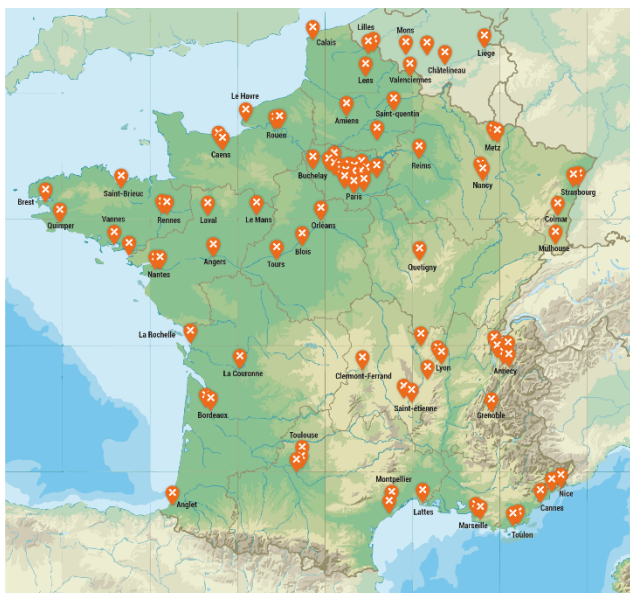 Calais
Lilles
Mons
Liège
Lens
Valenciennes
Châtelineau
Le Havre
Rouen
Amiens
Saint-quentin
Caens
Buchelay
Paris
Reims
Metz
Nancy
Strasbourg
Colmar
Mulhouse
Brest
Saint-Brieuc
Quimper
Vannes
Rennes
Laval
Le Mans
Orléans
Nantes
Angers
Tours
Blois
Quetigny
La Rochelle
La Couronne
Clermont-Ferrand
Lyon
Annecy
Saint-étienne
Grenoble
Bordeaux
Toulouse
Anglet
Montpellier
Lattes
Marseille
Toulon
Cannes
Nice